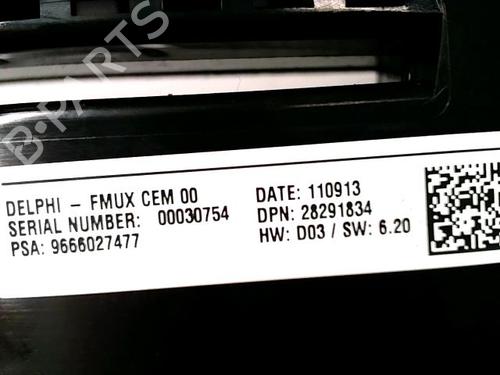 B-PARTS
DELPHI - FMUX CEM 00
SERIAL NUMBER: 00030754
PSA: 9666027477
DATE: 110913
DPN: 28291834
HW: D03 / SW: 6.20